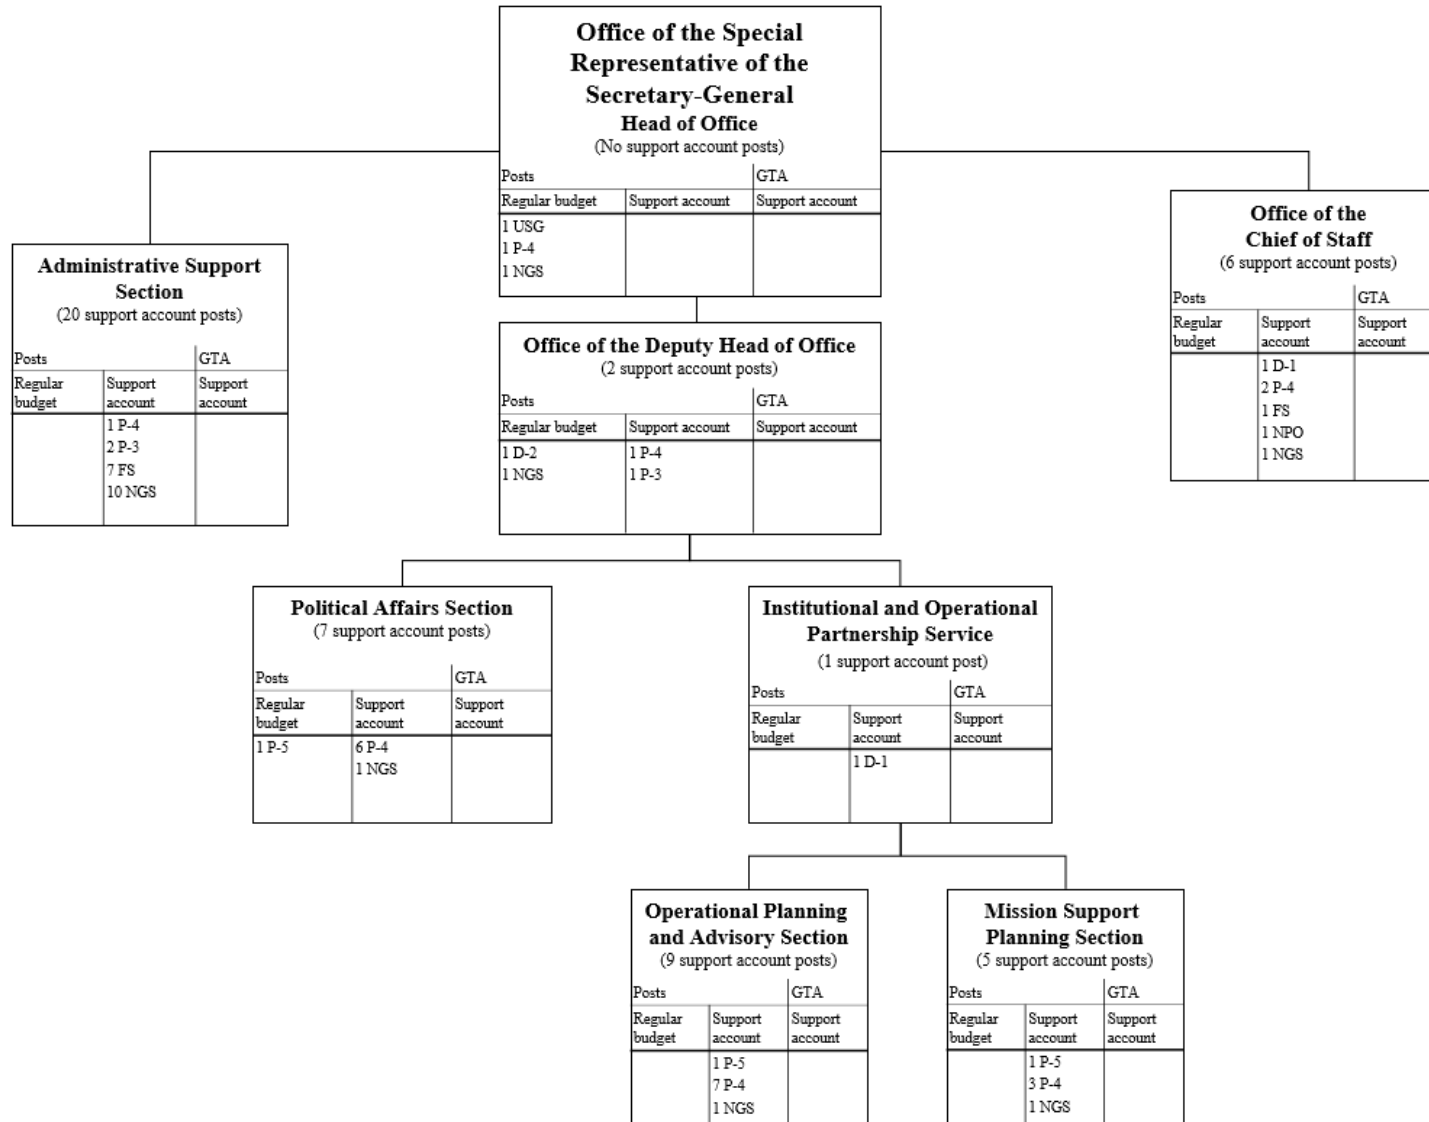 Office of the Special
Representative of the
Secretary-General
Head of Office
(No support account posts)
Posts GTA
Regular budget Support account Support account
1 USG
1 P-4
1 NGS
Administrative Support
Section
(20 support account posts)
Posts GTA
Regular Support Support
budget account account
1 P-4
2 P-3
7 FS
10 NGS
Office of the Deputy Head of Office
(2 support account posts)
Posts GTA
Regular budget Support account Support account
1 D-2 1 P-4
1 NGS 1 P-3
Office of the
Chief of Staff
(6 support account posts)
Posts GTA
Regular Support Support
budget account account
1 D-1
2 P-4
1 FS
1 NPO
1 NGS
Political Affairs Section
(7 support account posts)
Posts GTA
Regular Support Support
budget account account
1 P-5 6 P-4
1 NGS
Institutional and Operational
Partnership Service
(1 support account post)
Posts GTA
Regular Support Support
budget account account
1 D-1
Operational Planning
and Advisory Section
(9 support account posts)
Posts GTA
Regular Support Support
budget account account
1 P-5
7 P-4
1 NGS
Mission Support
Planning Section
(5 support account posts)
Posts GTA
Regular Support Support
budget account account
1 P-5
3 P-4
1 NGS